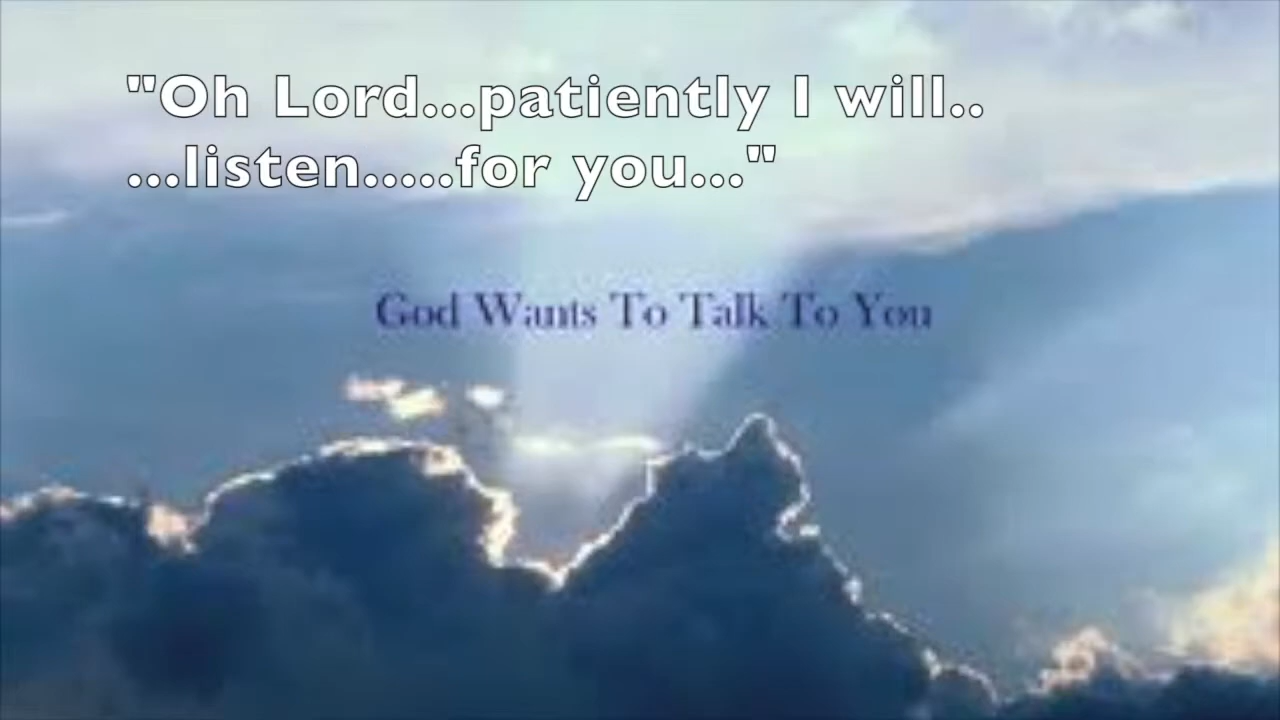 "Oh Lord...patiently I will..
...listen.....for you..."
God Wants To Talk To You